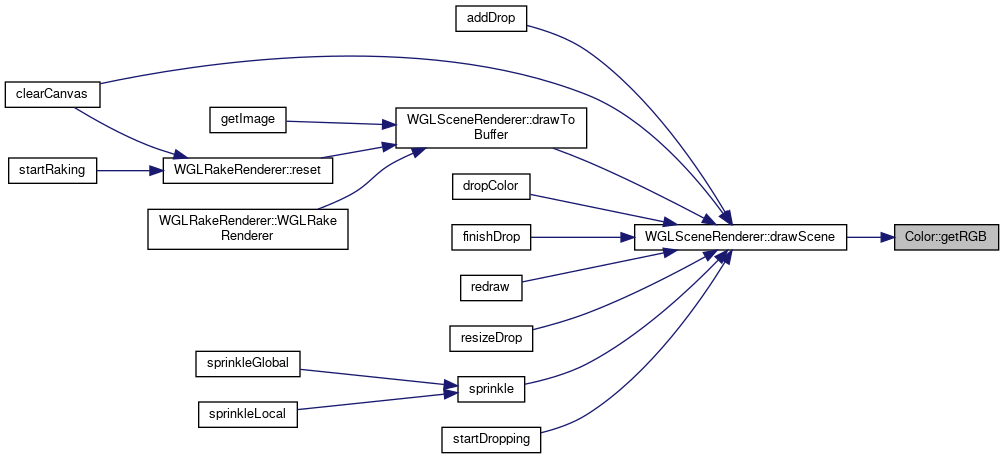 addDrop
clearCanvas
getImage
WGLSceneRenderer::drawTo
Buffer
startRaking
WGLRakeRenderer::reset
dropColor
WGLRakeRenderer::WGLRake
Renderer
finishDrop
WGLSceneRenderer::drawScene
Color::getRGB
redraw
resizeDrop
sprinkleGlobal
sprinkle
sprinkleLocal
startDropping